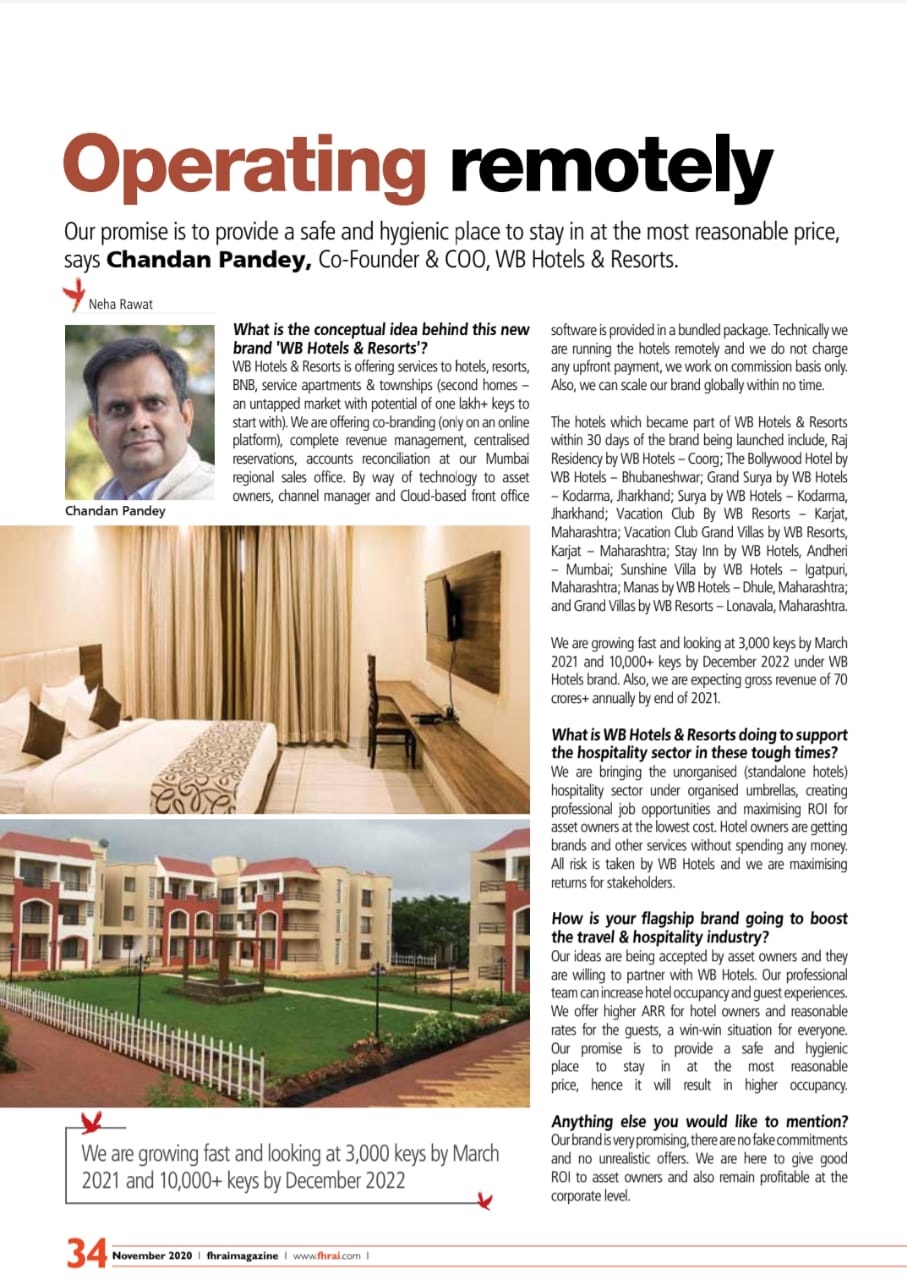 Operating remotely
Our promise is to provide a safe and hygienic place to stay in at the most reasonable price,
says Chandan Pandey, Co-Founder & COO, WB Hotels & Resorts.
Neha Rawat
Chandan Pandey
What is the conceptual idea behind this new
brand 'WB Hotels & Resorts'?
WB Hotels & Resorts is offering services to hotels, resorts,
BNB, service apartments & townships (second homes –
an untapped market with potential of one lakh+ keys to
start with). We are offering co-branding (only on an online
platform), complete revenue management, centralised
reservations, accounts reconciliation at our Mumbai
regional sales office. By way of technology to asset
owners, channel manager and Cloud-based front office
software is provided in a bundled package. Technically we
are running the hotels remotely and we do not charge
any upfront payment, we work on commission basis only.
Also, we can scale our brand globally within no time.
The hotels which became part of WB Hotels & Resorts
within 30 days of the brand being launched include, Raj
Residency by WB Hotels – Coorg; The Bollywood Hotel by
WB Hotels – Bhubaneshwar; Grand Surya by WB Hotels
– Kodarma, Jharkhand; Surya by WB Hotels – Kodarma,
Jharkhand; Vacation Club By WB Resorts – Karjat,
Maharashtra; Vacation Club Grand Villas by WB Resorts,
Karjat – Maharashtra; Stay Inn by WB Hotels, Andheri
– Mumbai; Sunshine Villa by WB Hotels – Igatpuri,
Maharashtra; Manas by WB Hotels – Dhule, Maharashtra;
and Grand Villas by WB Resorts – Lonavala, Maharashtra.
We are growing fast and looking at 3,000 keys by March
2021 and 10,000+ keys by December 2022 under WB
Hotels brand. Also, we are expecting gross revenue of 70
crores+ annually by end of 2021.
What is WB Hotels & Resorts doing to support
the hospitality sector in these tough times?
We are bringing the unorganised (standalone hotels)
hospitality sector under organised umbrellas, creating
professional job opportunities and maximising ROI for
asset owners at the lowest cost. Hotel owners are getting
brands and other services without spending any money.
All risk is taken by WB Hotels and we are maximising
returns for stakeholders.
How is your flagship brand going to boost
the travel & hospitality industry?
Our ideas are being accepted by asset owners and they
are willing to partner with WB Hotels. Our professional
team can increase hotel occupancy and guest experiences.
We offer higher ARR for hotel owners and reasonable
rates for the guests, a win-win situation for everyone.
Our promise is to provide a safe and hygienic
place to stay in at the most reasonable
price, hence it will result in higher occupancy.
Anything else you would like to mention?
Our brand is very promising, there are no fake commitments
and no unrealistic offers. We are here to give good
ROI to asset owners and also remain profitable at the
corporate level.
We are growing fast and looking at 3,000 keys by March
2021 and 10,000+ keys by December 2022
34 November 2020 I fhraimagazine I www.fhrai.com I